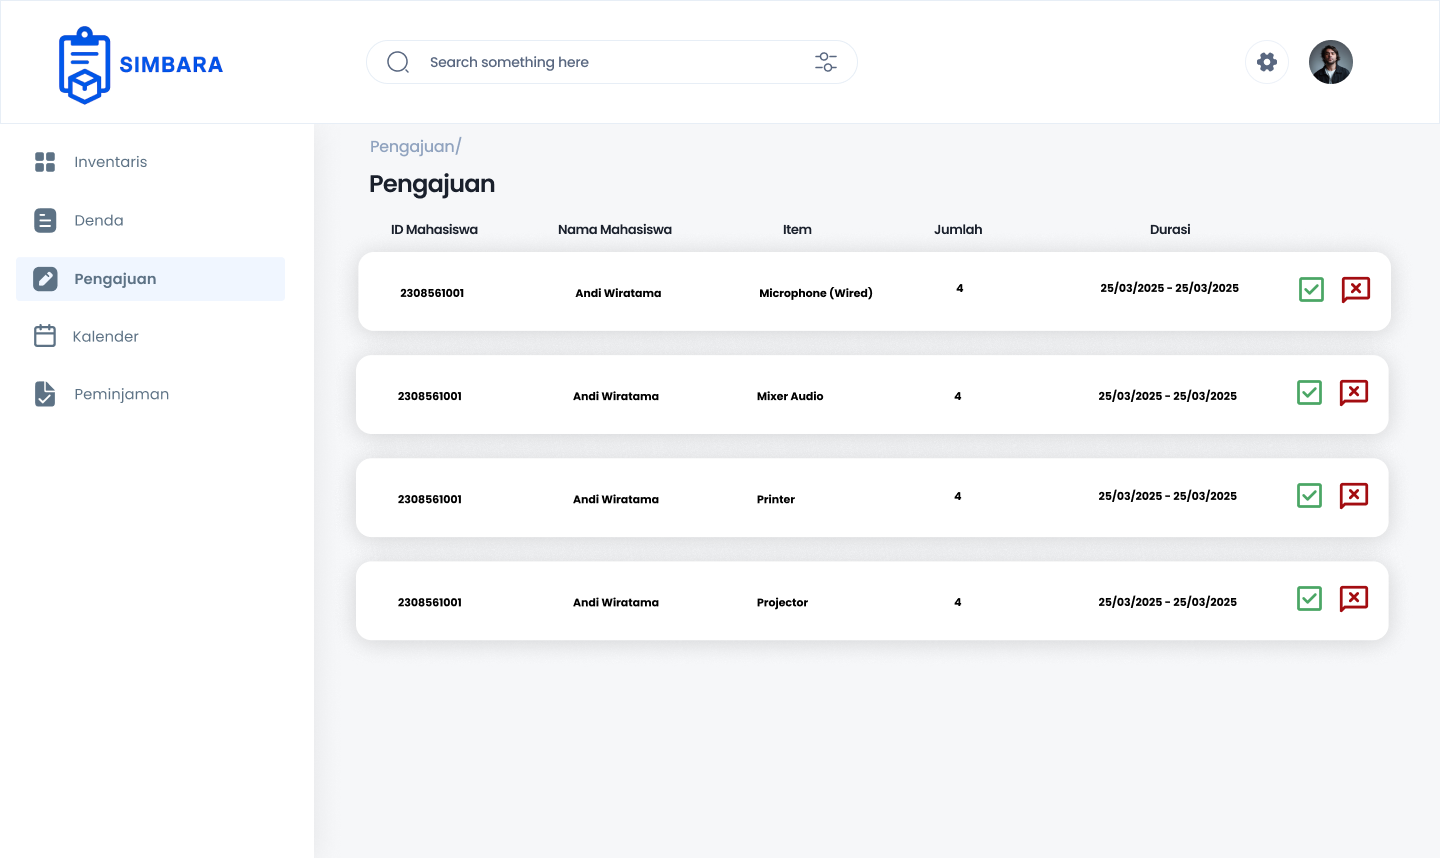 SIMBARA
Search something here
Inventaris
Denda
Pengajuan
Kalender
Peminjaman
Pengajuan/
Pengajuan
ID Mahasiswa Nama Mahasiswa Item Jumlah Durasi
2308561001 Andi Wiratama Microphone (Wired) 4 25/03/2025 - 25/03/2025
2308561001 Andi Wiratama Mixer Audio 4 25/03/2025 - 25/03/2025
2308561001 Andi Wiratama Printer 4 25/03/2025 - 25/03/2025
2308561001 Andi Wiratama Projector 4 25/03/2025 - 25/03/2025